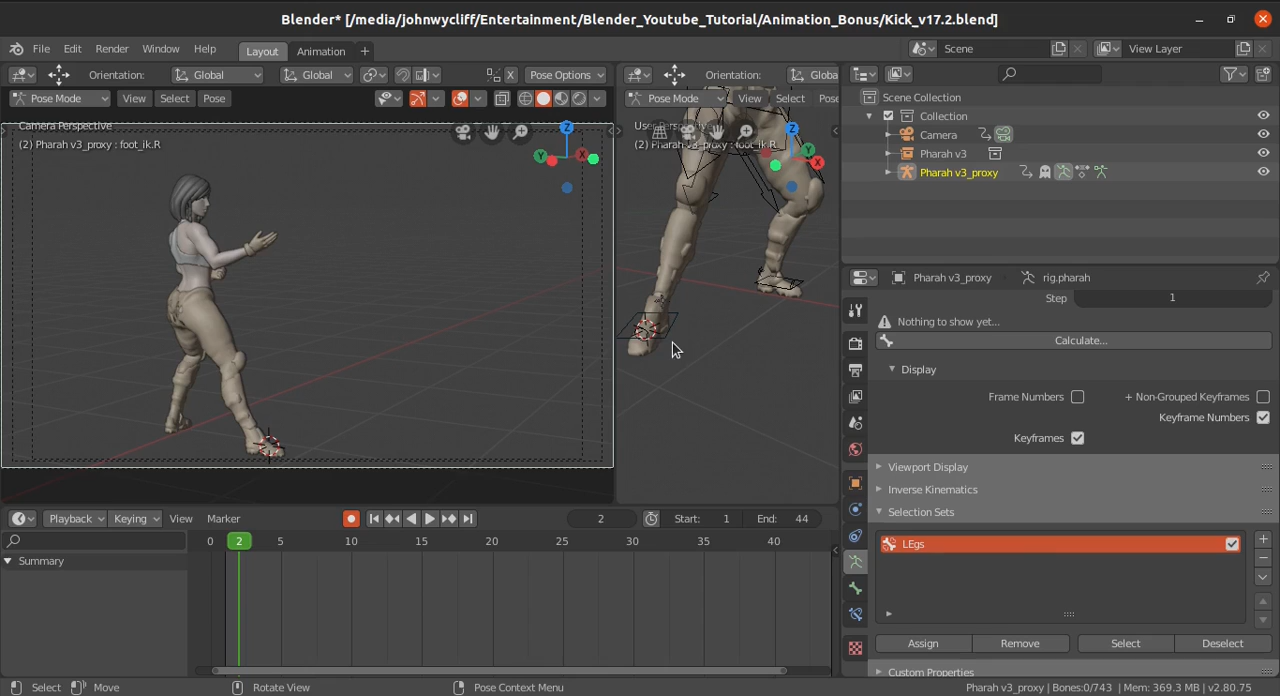 Blender* [/media/johnwycliff/Entertainment/Blender_Youtube_Tutorial/Animation_Bonus/Kick_v17.2.blend]
File Edit Render Window Help Layout Animation + Scene View Layer
Orientation: Global Global X Pose Options
Orientation: Globa
Pose Mode View Select Pose
Pose Mode View Select Pose
Camera Perspective
(2) Pharah v3_proxy : foot_ik.R
Z
Y
X
(2) Pharah v3_proxy : foot_ik.R
Z
Y
X
Scene Collection
Collection
Camera
Pharah v3
Pharah v3_proxy
Pharah v3_proxy rig.pharah
Step 1
Nothing to show yet...
Calculate...
Display
Frame Numbers + Non-Grouped Keyframes
Keyframe Numbers
Keyframes
Viewport Display
Inverse Kinematics
Selection Sets
LEgs
Assign Remove Select Deselect
Custom Properties
Playback Keying View Marker 2 Start: 1 End: 44
0 2 5 10 15 20 25 30 35 40
Summary
Select Move Rotate View Pose Context Menu Pharah v3_proxy | Bones:0/743 | Mem: 369.3 MB | v2.80.75